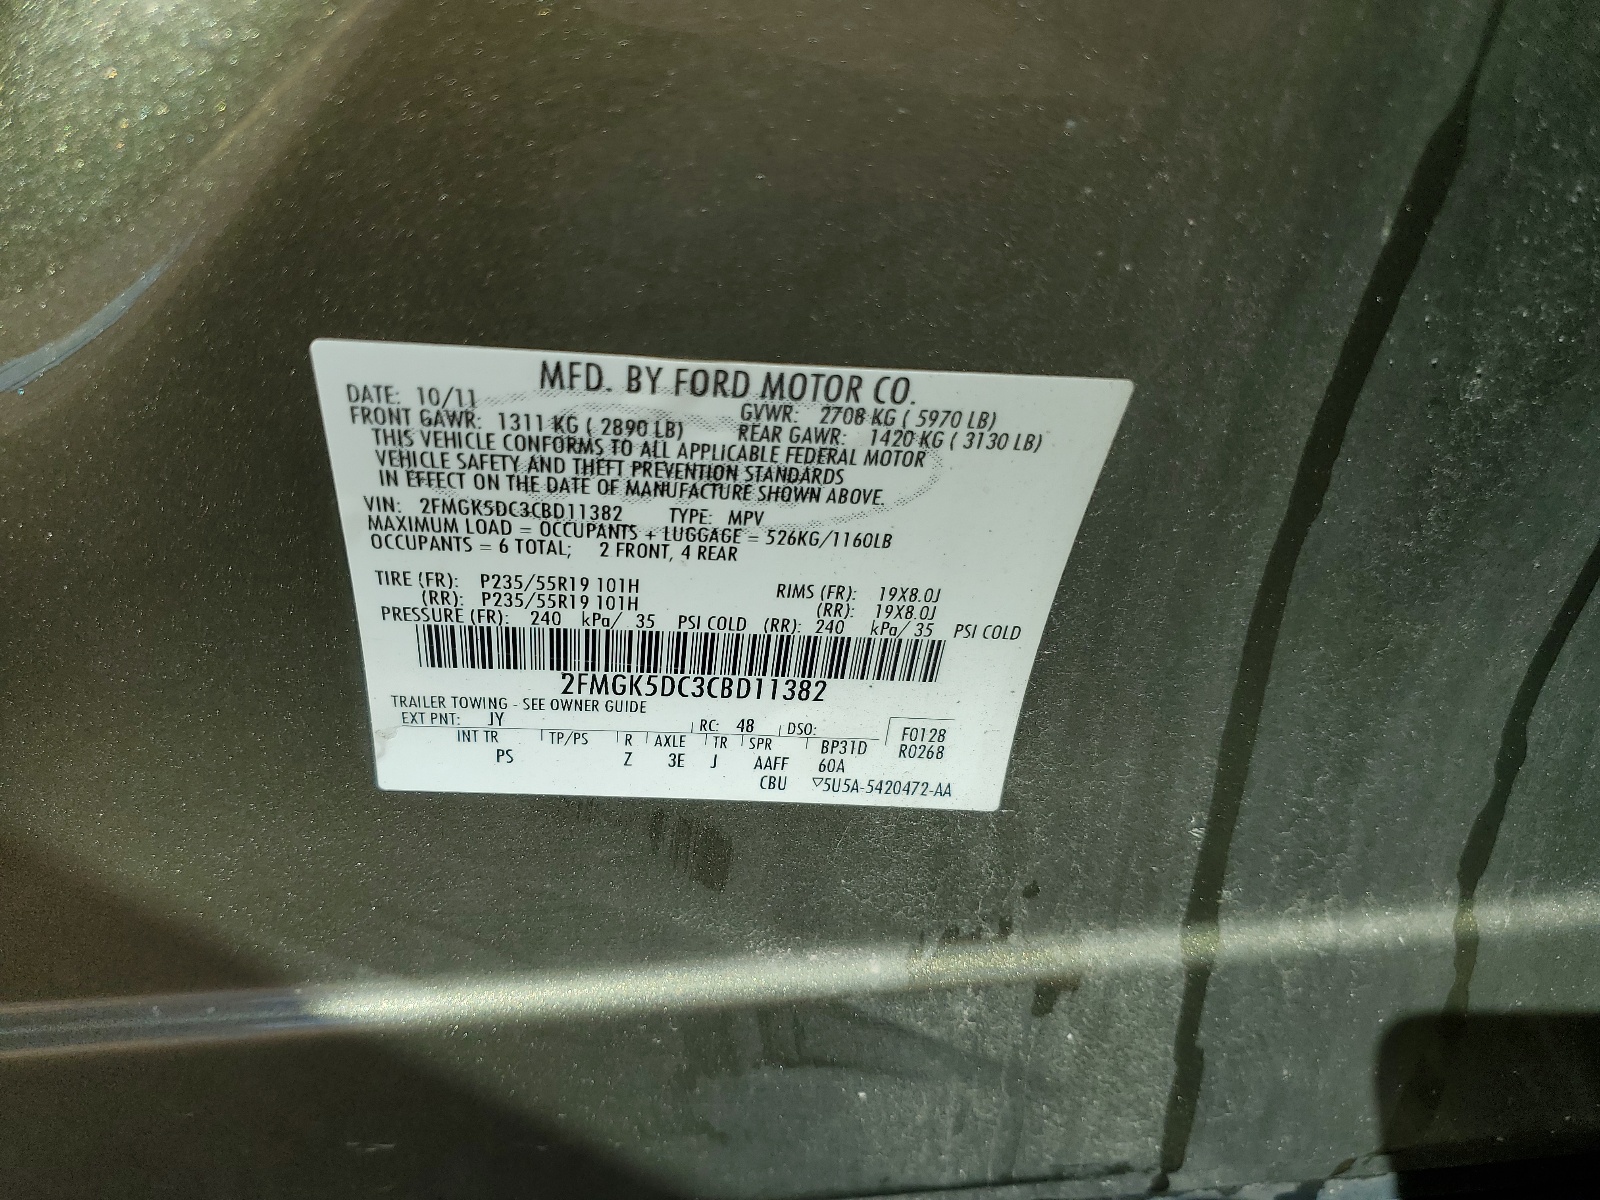 MFD. BY FORD MOTOR CO.
DATE: 10/11 GVWR: 2708 KG ( 5970 LB)
FRONT GAWR: 1311 KG ( 2890 LB) REAR GAWR: 1420 KG ( 3130 LB)
THIS VEHICLE CONFORMS TO ALL APPLICABLE FEDERAL MOTOR
VEHICLE SAFETY AND THEFT PREVENTION STANDARDS
IN EFFECT ON THE DATE OF MANUFACTURE SHOWN ABOVE.
VIN: 2FMGK5DC3CBD11382 TYPE: MPV
MAXIMUM LOAD = OCCUPANTS + LUGGAGE = 526KG/1160LB
OCCUPANTS = 6 TOTAL; 2 FRONT, 4 REAR
TIRE (FR): P235/55R19 101H RIMS (FR): 19X8.0J
(RR): P235/55R19 101H (RR): 19X8.0J
PRESSURE (FR): 240 kPa/ 35 PSI COLD (RR): 240 kPa/ 35 PSI COLD
2FMGK5DC3CBD11382
TRAILER TOWING - SEE OWNER GUIDE
EXT PNT: JY RC: 48 DSO: F0128
INT TR TP/PS R AXLE TR SPR BP31D R0268
PS Z 3E J AAFF 60A
CBU ▽5U5A-5420472-AA